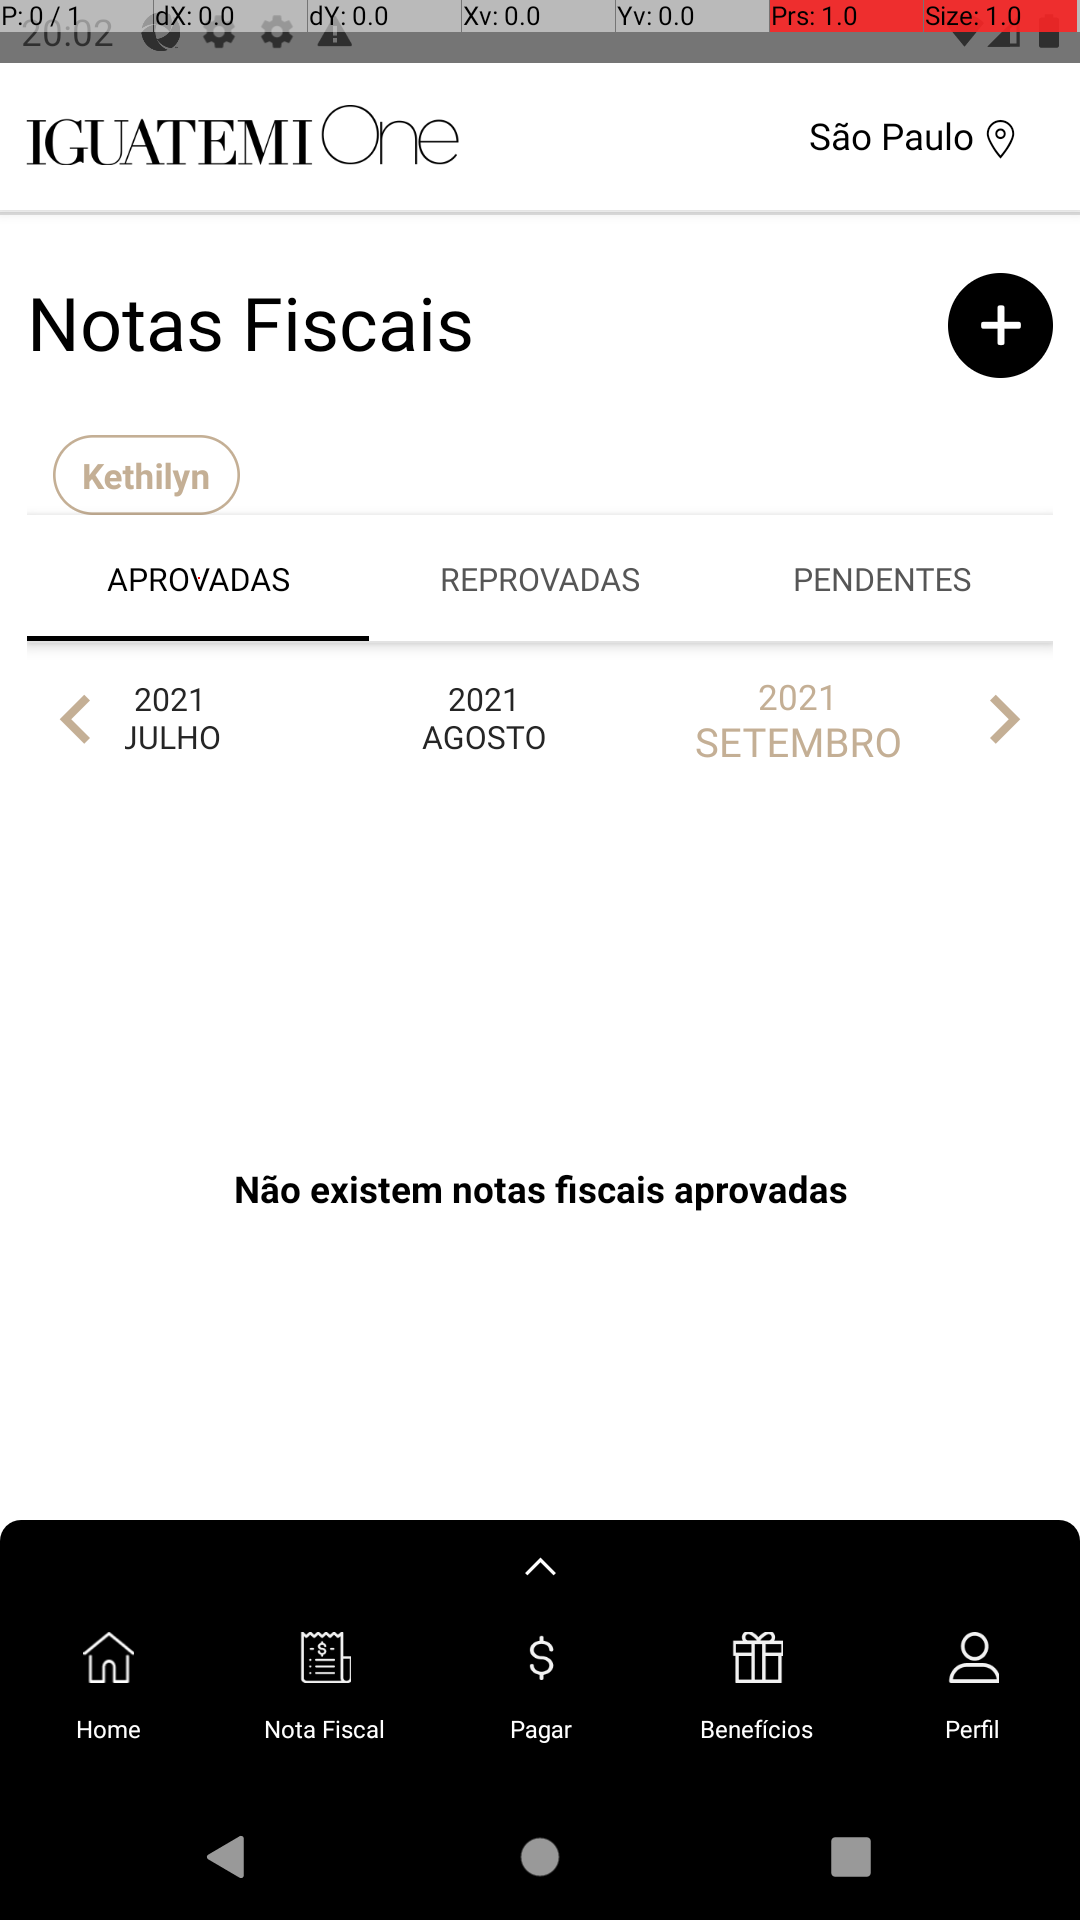 P: 0 / 1 dX: 0.0 dY: 0.0 Xv: 0.0 Yv: 0.0 Prs: 1.0 Size: 1.0
20:02
IGUATEMI One
São Paulo
Notas Fiscais
Kethilyn
APROVADAS REPROVADAS PENDENTES
2021 2021 2021
JULHO AGOSTO SETEMBRO
Não existem notas fiscais aprovadas
Home Nota Fiscal Pagar Benefícios Perfil